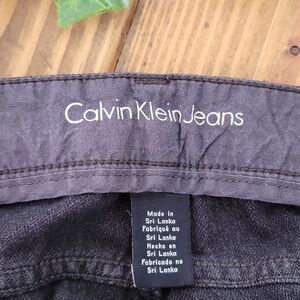 Calvin Klein Jeans
Made in
Sri Lanka
Fabriqué au
Sri Lanka
Hecho en
Sri Lanka
Fabricado no
Sri Lanka